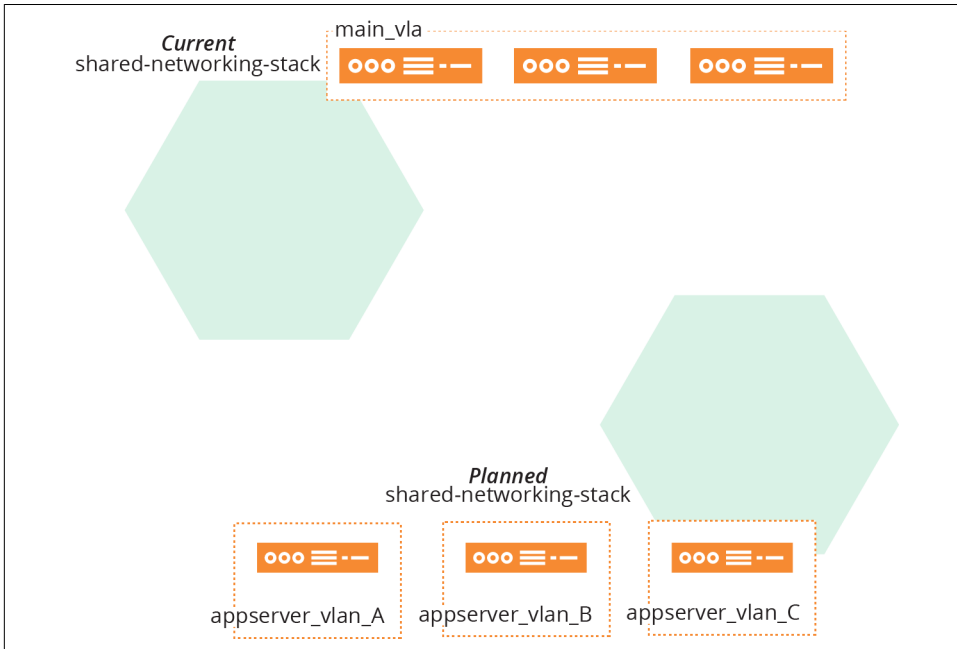 Current
shared-networking-stack
main_vla
Planned
shared-networking-stack
appserver_vlan_A
appserver_vlan_B
appserver_vlan_C